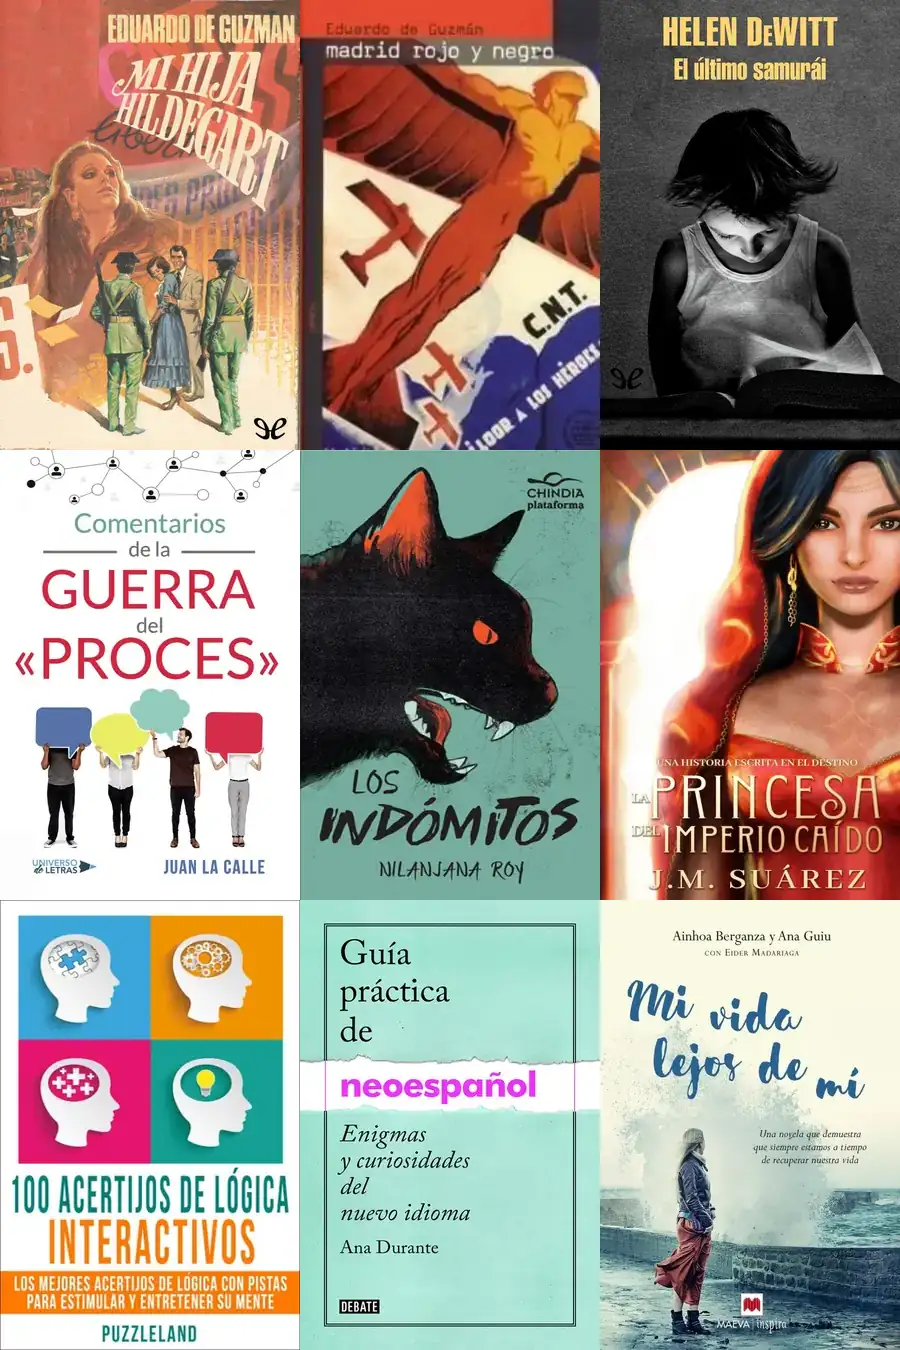 EDUARDO DE GUZMAN
MI HIJA
HILDEGART
S.
Eduardo de Guzmán
madrid rojo y negro
C.N.T.
¡LOOR A LOS HÉROES
HELEN DeWITT
El último samurái
Comentarios
de la
GUERRA
del
«PROCES»
UNIVERSO
de LETRAS
JUAN LA CALLE
CHINDIA
plataforma
LOS
INDÓMITOS
NILANJANA ROY
UNA HISTORIA ESCRITA EN EL DESTINO
LA PRINCESA
DEL IMPERIO CAÍDO
J.M. SUÁREZ
100 ACERTIJOS DE LÓGICA
INTERACTIVOS
LOS MEJORES ACERTIJOS DE LÓGICA CON PISTAS
PARA ESTIMULAR Y ENTRETENER SU MENTE
PUZZLELAND
Guía
práctica
de
neoespañol
Enigmas
y curiosidades
del
nuevo idioma
Ana Durante
DEBATE
Ainhoa Berganza y Ana Guiu
CON EIDER MADARIAGA
Mi vida
lejos de mí
Una novela que demuestra
que siempre estamos a tiempo
de recuperar nuestra vida
MAEVA | inspira